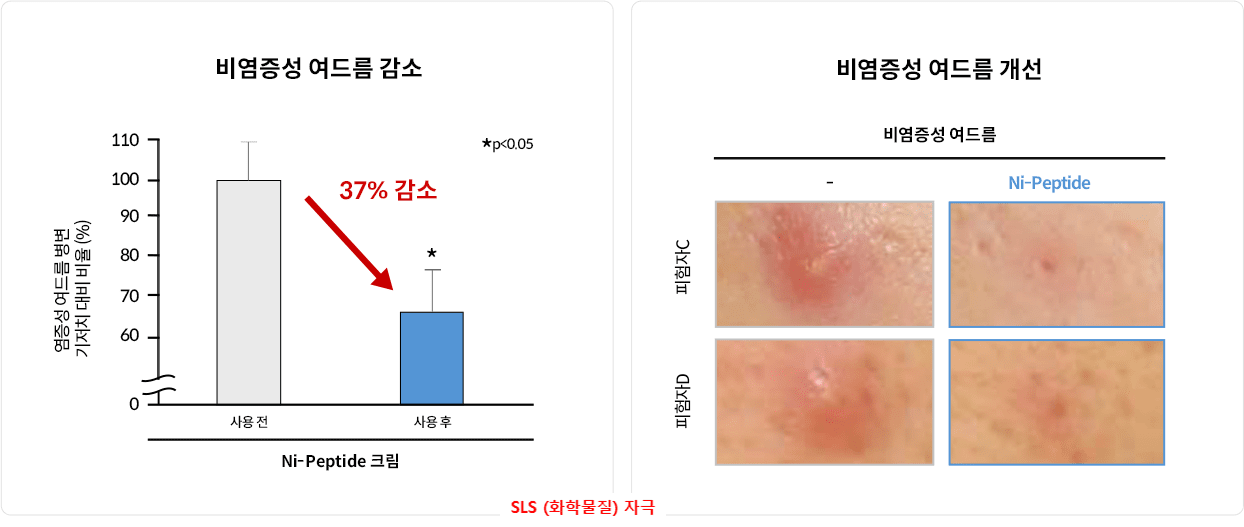 비염증성 여드름 감소
110
100
90
80
70
60
0
염증성 여드름 병변
기저치 대비 비율 (%)
*p<0.05
37% 감소
*
사용 전
사용 후
Ni-Peptide 크림
비염증성 여드름 개선
비염증성 여드름
-
Ni-Peptide
피험자C
피험자D
SLS (화학물질) 자극